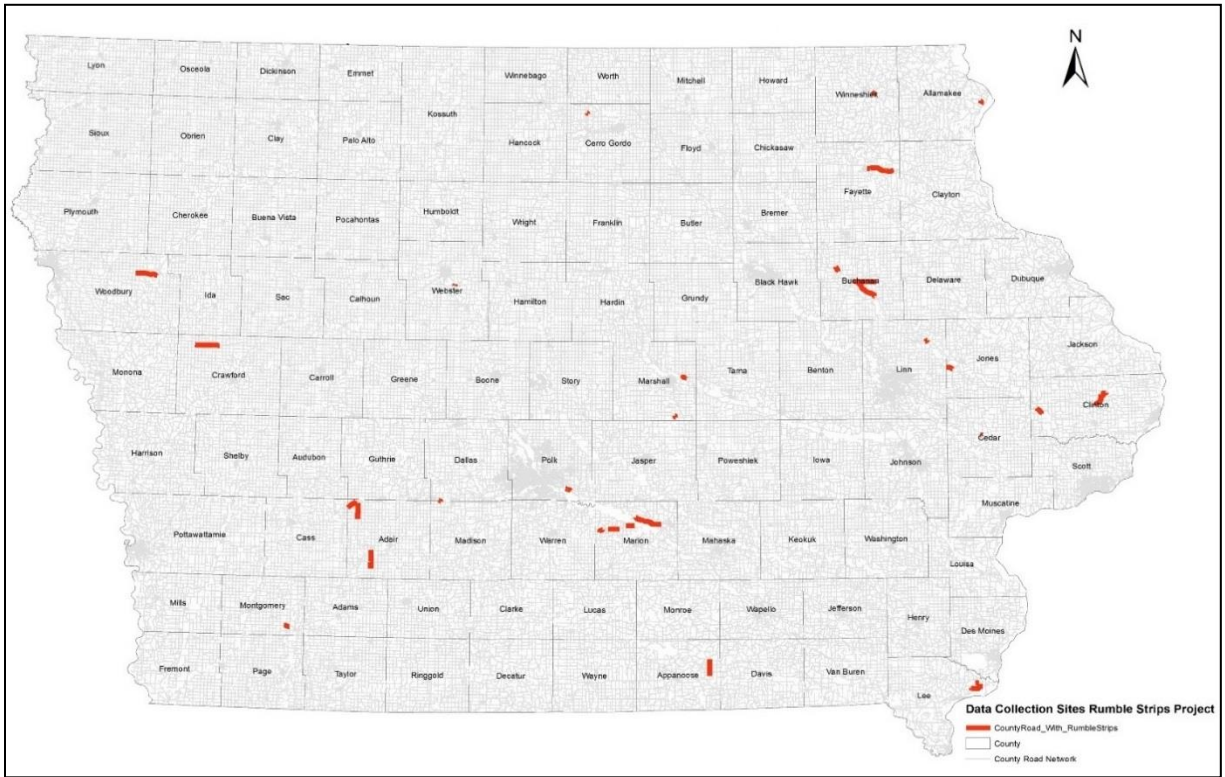 N
Lyon
Osceola
Dickinson
Emmet
Winnebago
Worth
Mitchell
Howard
Winneshiek
Allamakee
Kossuth
Sioux
Obrien
Clay
Palo Alto
Hancock
Cerro Gordo
Floyd
Chickasaw
Fayette
Clayton
Plymouth
Cherokee
Buena Vista
Pocahontas
Humboldt
Wright
Franklin
Butler
Bremer
Woodbury
Ida
Sac
Calhoun
Webster
Hamilton
Hardin
Grundy
Black Hawk
Buchanan
Delaware
Dubuque
Monona
Crawford
Carroll
Greene
Boone
Story
Marshall
Tama
Benton
Linn
Jones
Jackson
Clinton
Cedar
Harrison
Shelby
Audubon
Guthrie
Dallas
Polk
Jasper
Poweshiek
Iowa
Johnson
Scott
Muscatine
Pottawattamie
Cass
Adair
Madison
Warren
Marion
Mahaska
Keokuk
Washington
Louisa
Mills
Montgomery
Adams
Union
Clarke
Lucas
Monroe
Wapello
Jefferson
Henry
Des Moines
Fremont
Page
Taylor
Ringgold
Decatur
Wayne
Appanoose
Davis
Van Buren
Lee
Data Collection Sites Rumble Strips Project
CountyRoad_With_RumbleStrips
County
County Road Network